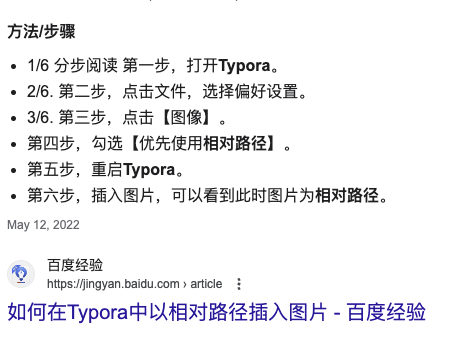 方法/步骤
• 1/6 分步阅读 第一步，打开Typora。
• 2/6. 第二步，点击文件，选择偏好设置。
• 3/6. 第三步，点击【图像】。
• 第四步，勾选【优先使用相对路径】。
• 第五步，重启Typora。
• 第六步，插入图片，可以看到此时图片为相对路径。
May 12, 2022
百度经验
https://jingyan.baidu.com › article
如何在Typora中以相对路径插入图片 - 百度经验